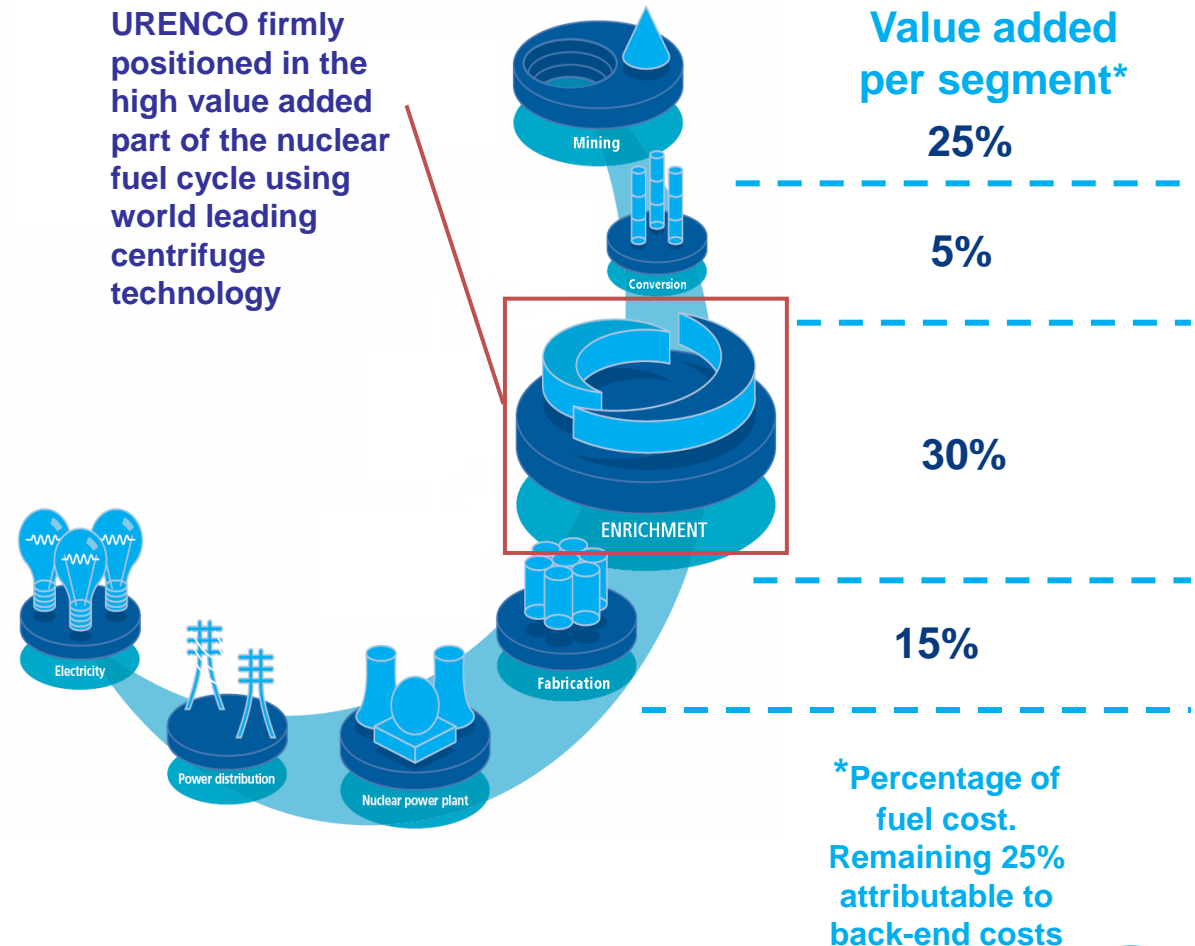 URENCO firmly
positioned in the
high value added
part of the nuclear
fuel cycle using
world leading
centrifuge
technology
Value added
per segment*
Mining
25%
Conversion
5%
ENRICHMENT
30%
Fabrication
15%
Nuclear power plant
Power distribution
Electricity
*Percentage of
fuel cost.
Remaining 25%
attributable to
back-end costs